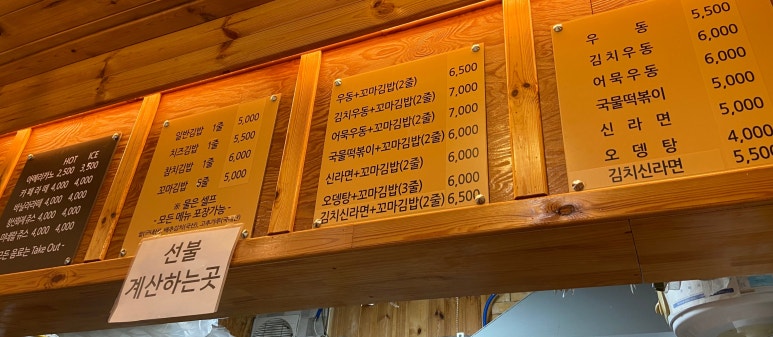 HOT ICE
아메리카노 2,500 3,500
카페라떼 4,000 4,000
바닐라라떼 4,000 4,000
4,000 4,000
4,000 4,000
모든 음료는 Take Out -
일반김밥 1줄 5,000
치즈김밥 1줄 5,500
참치김밥 1줄 6,000
꼬마김밥 5줄 5,000
※ 물은 셀프
- 모든 메뉴 포장가능 -
선불
계산하는곳
우동+꼬마김밥(2줄) 6,500
김치우동+꼬마김밥(2줄) 7,000
어묵우동+꼬마김밥(2줄) 7,000
국물떡볶이+꼬마김밥(2줄) 6,000
신라면+꼬마김밥(2줄) 6,000
오뎅탕+꼬마김밥(3줄) 6,000
김치신라면+꼬마김밥(2줄) 6,500
우동 5,500
김치우동 6,000
어묵우동 6,000
국물떡볶이 5,000
신라면 5,000
오뎅탕 4,000
김치신라면 5,500